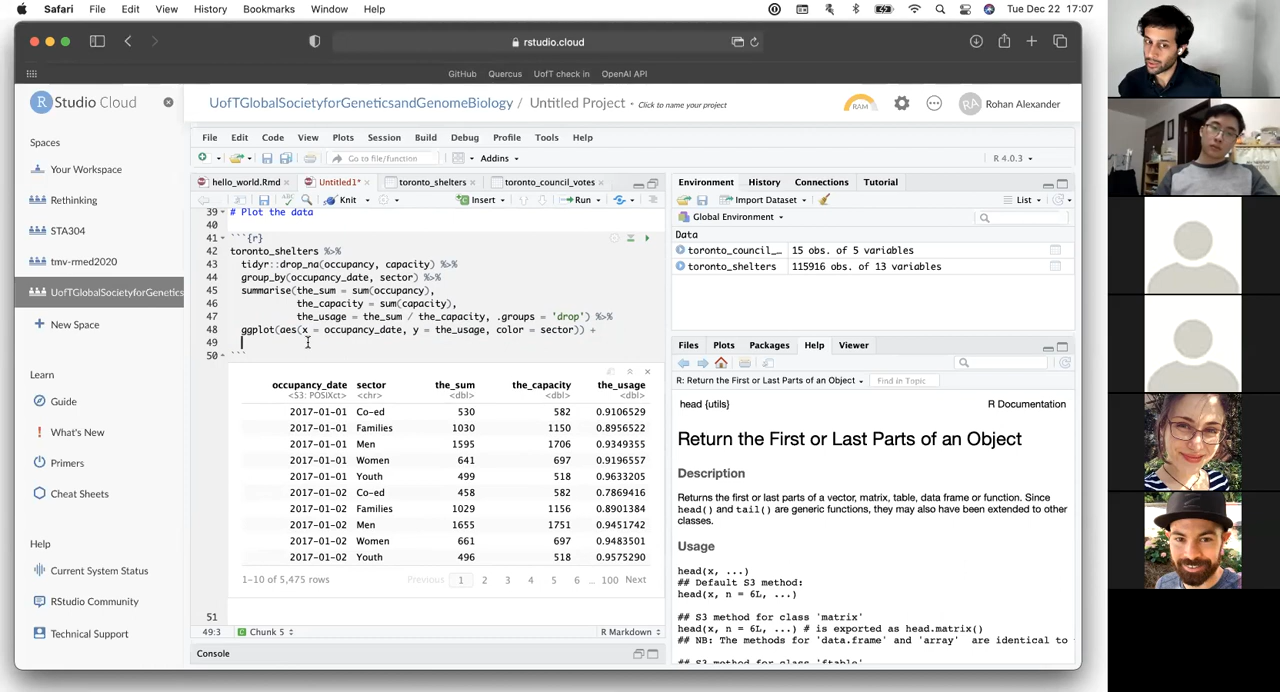 Safari File Edit View History Bookmarks Window Help Tue Dec 22 17:07
rstudio.cloud
GitHub Quercus UofT check in OpenAI API
R Studio Cloud
UofTGlobalSocietyforGeneticsandGenomeBiology / Untitled Project Click to name your project
RAM
RA Rohan Alexander
Spaces
Your Workspace
Rethinking
STA304
tmv-rmed2020
UofTGlobalSocietyforGenetics
New Space
Learn
Guide
What's New
Primers
Cheat Sheets
Help
Current System Status
RStudio Community
Technical Support
File Edit Code View Plots Session Build Debug Profile Tools Help
Go to file/function Addins R 4.0.3
hello_world.Rmd Untitled1* toronto_shelters toronto_council_votes
Knit Insert Run
39 # Plot the data
40
41 ```{r}
42 toronto_shelters %>%
43 tidyr::drop_na(occupancy, capacity) %>%
44 group_by(occupancy_date, sector) %>%
45 summarise(the_sum = sum(occupancy),
46 the_capacity = sum(capacity),
47 the_usage = the_sum / the_capacity, .groups = 'drop') %>%
48 ggplot(aes(x = occupancy_date, y = the_usage, color = sector)) +
49
50 ```
occupancy_date sector the_sum the_capacity the_usage
<S3: POSIXct> <chr> <dbl> <dbl> <dbl>
2017-01-01 Co-ed 530 582 0.9106529
2017-01-01 Families 1030 1150 0.8956522
2017-01-01 Men 1595 1706 0.9349355
2017-01-01 Women 641 697 0.9196557
2017-01-01 Youth 499 518 0.9633205
2017-01-02 Co-ed 458 582 0.7869416
2017-01-02 Families 1029 1156 0.8901384
2017-01-02 Men 1655 1751 0.9451742
2017-01-02 Women 661 697 0.9483501
2017-01-02 Youth 496 518 0.9575290
1-10 of 5,475 rows Previous 1 2 3 4 5 6 ... 100 Next
51
49:3 Chunk 5 R Markdown
Console
Environment History Connections Tutorial
Import Dataset List
Global Environment
Data
toronto_council_... 15 obs. of 5 variables
toronto_shelters 115916 obs. of 13 variables
Files Plots Packages Help Viewer
R: Return the First or Last Parts of an Object Find in Topic
head {utils} R Documentation
Return the First or Last Parts of an Object
Description
Returns the first or last parts of a vector, matrix, table, data frame or function. Since
head() and tail() are generic functions, they may also have been extended to other
classes.
Usage
head(x, ...)
## Default S3 method:
head(x, n = 6L, ...)
## S3 method for class 'matrix'
head(x, n = 6L, ...) # is exported as head.matrix()
## NB: The methods for 'data.frame' and 'array' are identical to
## S3 method for class 'ftable'